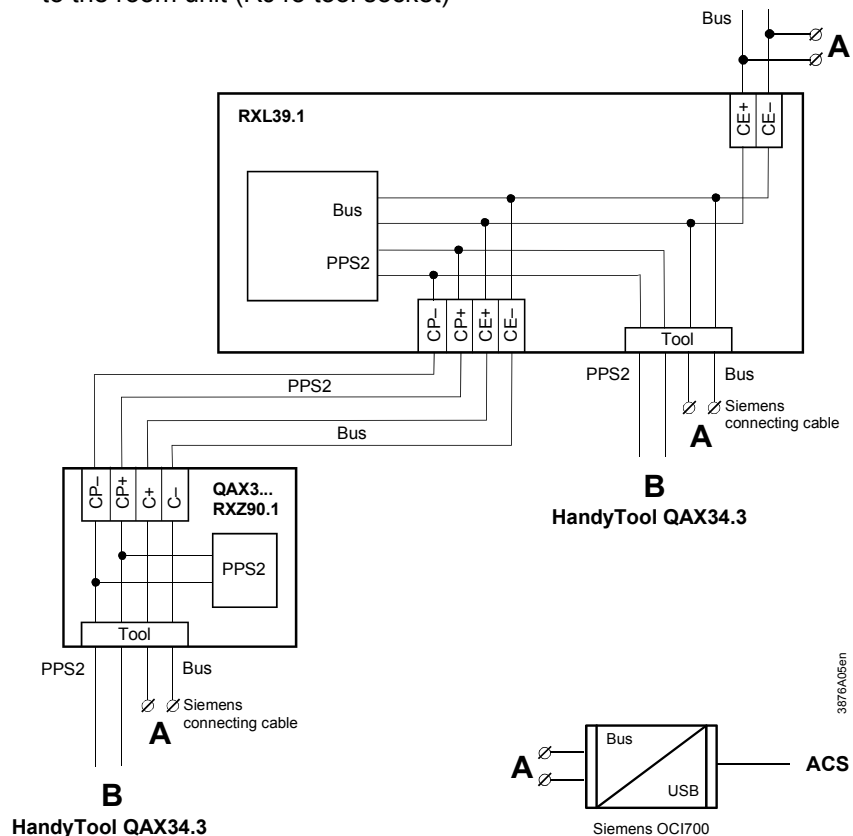 to the room unit (RJ45 tool socket)
Bus
A
RXL39.1
CE+
CE–
Bus
PPS2
CP–
CP+
CE+
CE–
Tool
PPS2
Bus
PPS2
Siemens
connecting cable
A
Bus
B
HandyTool QAX34.3
CP–
CP+
C+
C–
QAX3...
RXZ90.1
PPS2
Tool
PPS2
Bus
Siemens
connecting cable
A
B
HandyTool QAX34.3
3876A05en
A
Bus
USB
ACS
Siemens OCI700